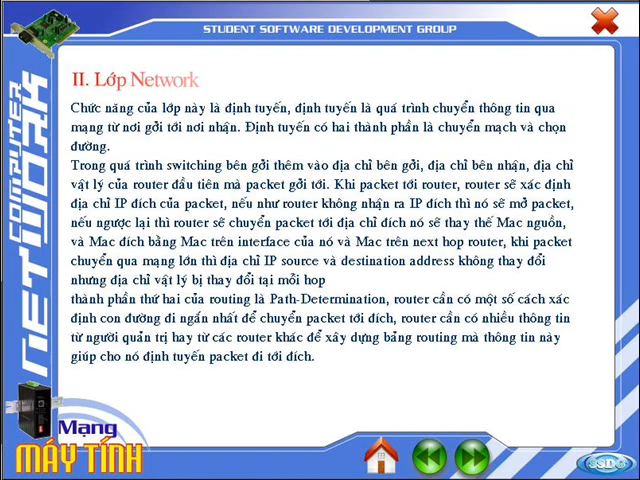 STUDENT SOFTWARE DEVELOPMENT GROUP
COMPUTER
NETWORK
II. Lớp Network
Chức năng của lớp này là định tuyến, định tuyến là quá trình chuyển thông tin qua
mạng từ nơi gởi tới nơi nhận. Định tuyến có hai thành phần là chuyển mạch và chọn
đường.
Trong quá trình switching bên gởi thêm vào địa chỉ bên gởi, địa chỉ bên nhận, địa chỉ
vật lý của router đầu tiên mà packet gởi tới. Khi packet tới router, router sẽ xác định
địa chỉ IP đích của packet, nếu như router không nhận ra IP đích thì nó sẽ mở packet,
nếu ngược lại thì router sẽ chuyển packet tới địa chỉ đích nó sẽ thay thế Mac nguồn,
và Mac đích bằng Mac trên interface của nó và Mac trên next hop router, khi packet
chuyển qua mạng lớn thì địa chỉ IP source và destination address không thay đổi
nhưng địa chỉ vật lý bị thay đổi tại mỏi hop
thành phần thứ hai của routing là Path-Determination, router cần có một số cách xác
định con đường đi ngắn nhất để chuyển packet tới đích, router cần có nhiều thông tin
từ người quản trị hay từ các router khác để xây dựng bảng routing mà thông tin này
giúp cho nó định tuyến packet đi tới đích.
Mạng
MÁY TÍNH
SSDG